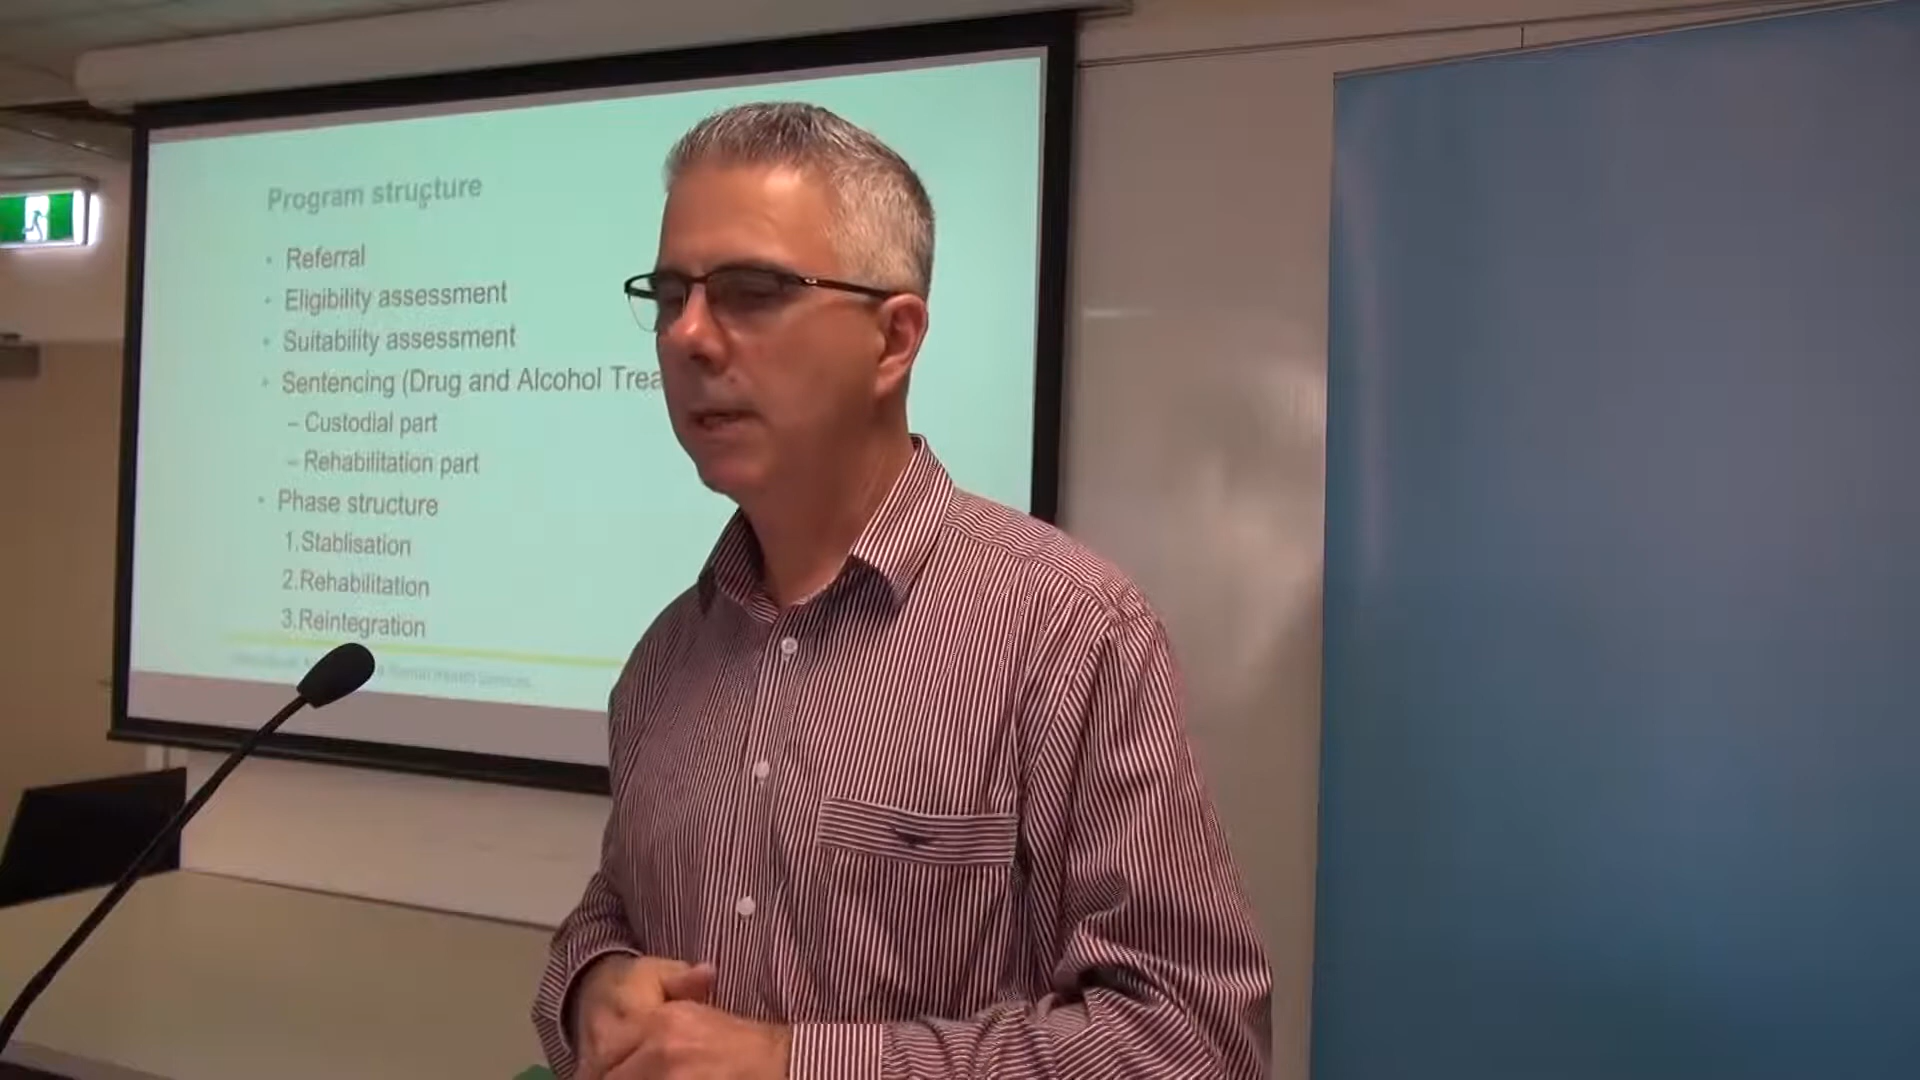 Program structure
• Referral
• Eligibility assessment
• Suitability assessment
• Sentencing (Drug and Alcohol Trea
– Custodial part
– Rehabilitation part
• Phase structure
1.Stablisation
2.Rehabilitation
3.Reintegration